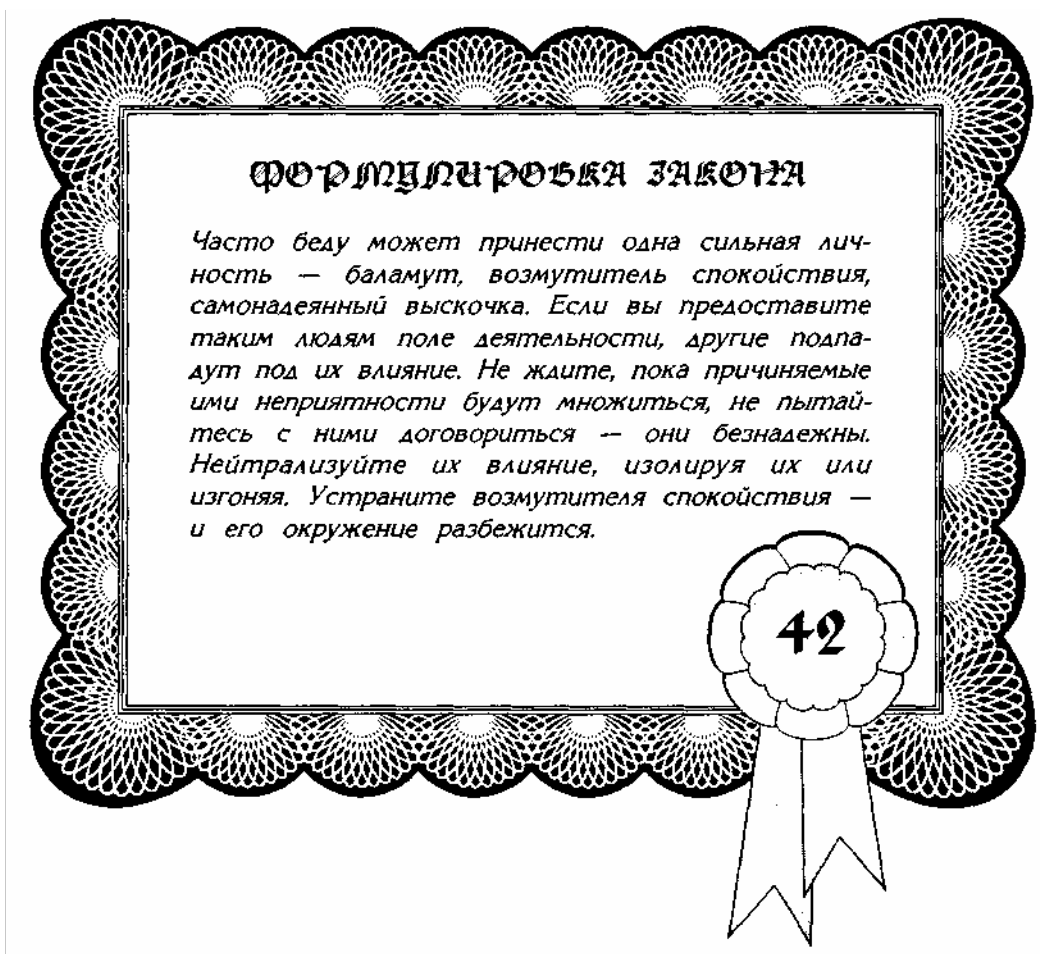 ФОРМУЛИРОВКА ЗАКОНА
Часто беду может принести одна сильная лич-
ность — баламут, возмутитель спокойствия,
самонадеянный выскочка. Если вы предоставите
таким людям поле деятельности, другие подпа-
дут под их влияние. Не ждите, пока причиняемые
ими неприятности будут множиться, не пытай-
тесь с ними договориться — они безнадежны.
Нейтрализуйте их влияние, изолируя их или
изгоняя. Устраните возмутителя спокойствия —
и его окружение разбежится.
42